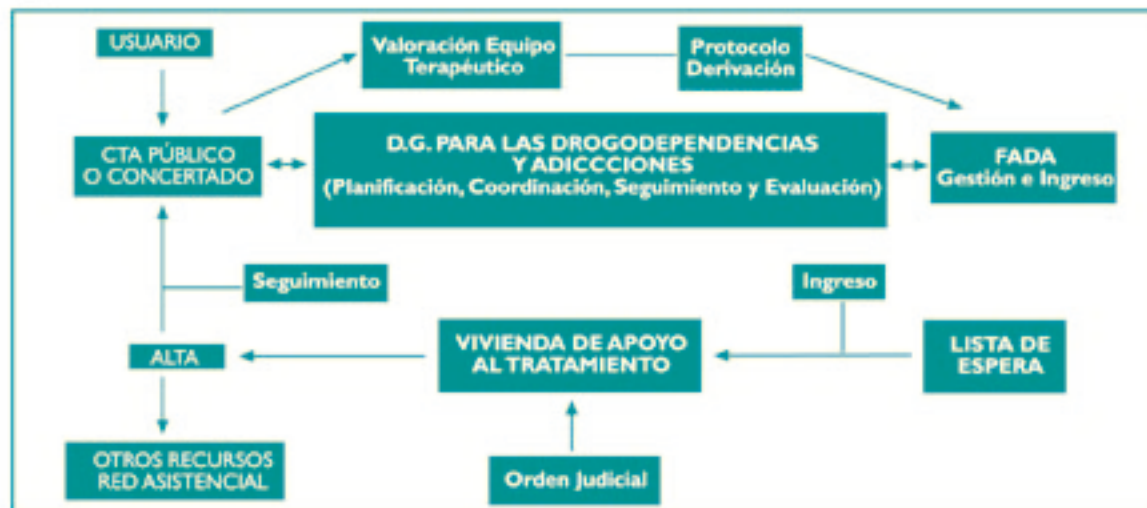 USUARIO
Valoración Equipo
Terapéutico
Protocolo
Derivación
CTA PÚBLICO
O CONCERTADO
D.G. PARA LAS DROGODEPENDENCIAS
Y ADICCCIONES
(Planificación, Coordinación, Seguimiento y Evaluación)
FADA
Gestión e Ingreso
Seguimiento
Ingreso
ALTA
VIVIENDA DE APOYO
AL TRATAMIENTO
LISTA DE
ESPERA
OTROS RECURSOS
RED ASISTENCIAL
Orden Judicial